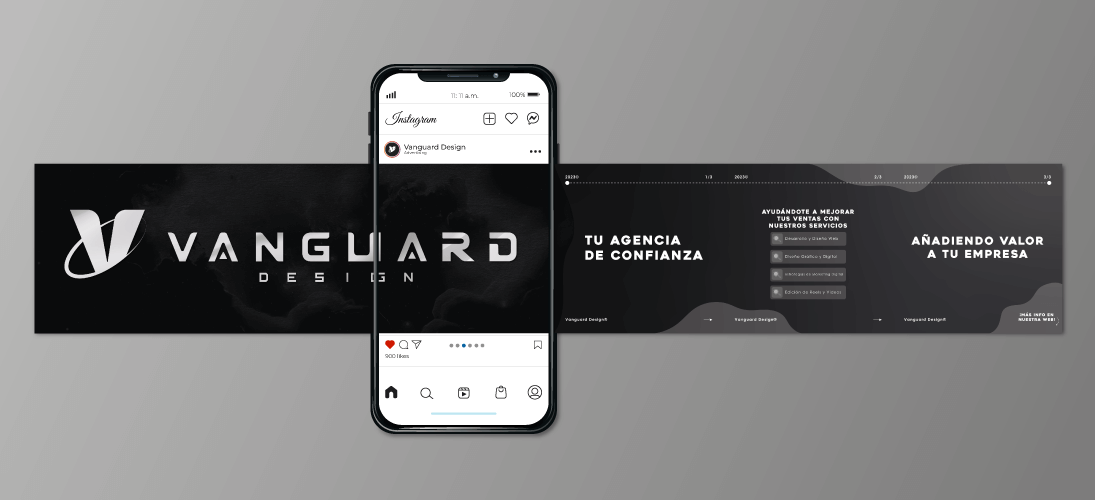 11:11 a.m.
100%
Instagram
Vanguard Design
Advertising
VANGUARD
DESIGN
900 likes
2023®
1/3
TU AGENCIA
DE CONFIANZA
Vanguard Design®
2023®
2/3
AYUDÁNDOTE A MEJORAR
TUS VENTAS CON
NUESTROS SERVICIOS
Desarrollo y Diseño Web
Diseño Gráfico y Digital
Estrategias de Marketing Digital
Edición de Reels y Videos
Vanguard Design®
2023®
3/3
AÑADIENDO VALOR
A TU EMPRESA
Vanguard Design®
¡MÁS INFO EN
NUESTRA WEB!